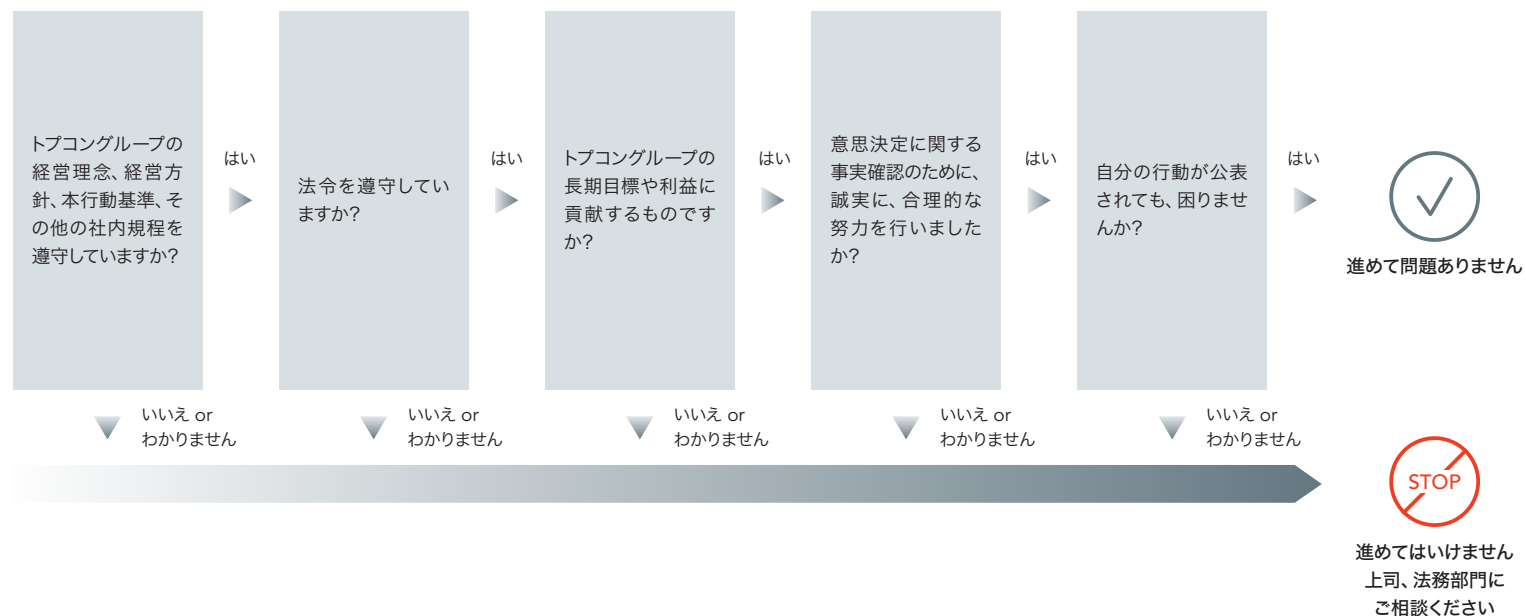 トプコングループの
経営理念、経営方
針、本行動基準、そ
の他の社内規程を
遵守していますか?
はい
法令を遵守してい
ますか?
はい
トプコングループの
長期目標や利益に
貢献するものです
か?
はい
意思決定に関する
事実確認のために、
誠実に、合理的な
努力を行いました
か?
はい
自分の行動が公表
されても、困りませ
んか?
はい
進めて問題ありません
いいえ or
わかりません
いいえ or
わかりません
いいえ or
わかりません
いいえ or
わかりません
いいえ or
わかりません
STOP
進めてはいけません
上司、法務部門に
ご相談ください